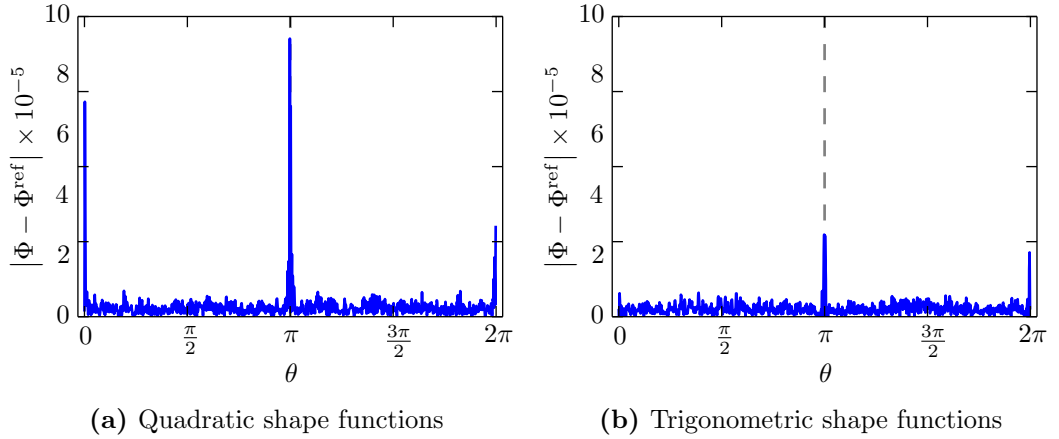 10
8
6
4
2
0
|Φ − Φ^ref| × 10^−5
0 π/2 π 3π/2 2π
θ
(a) Quadratic shape functions
10
8
6
4
2
0
|Φ − Φ^ref| × 10^−5
0 π/2 π 3π/2 2π
θ
(b) Trigonometric shape functions